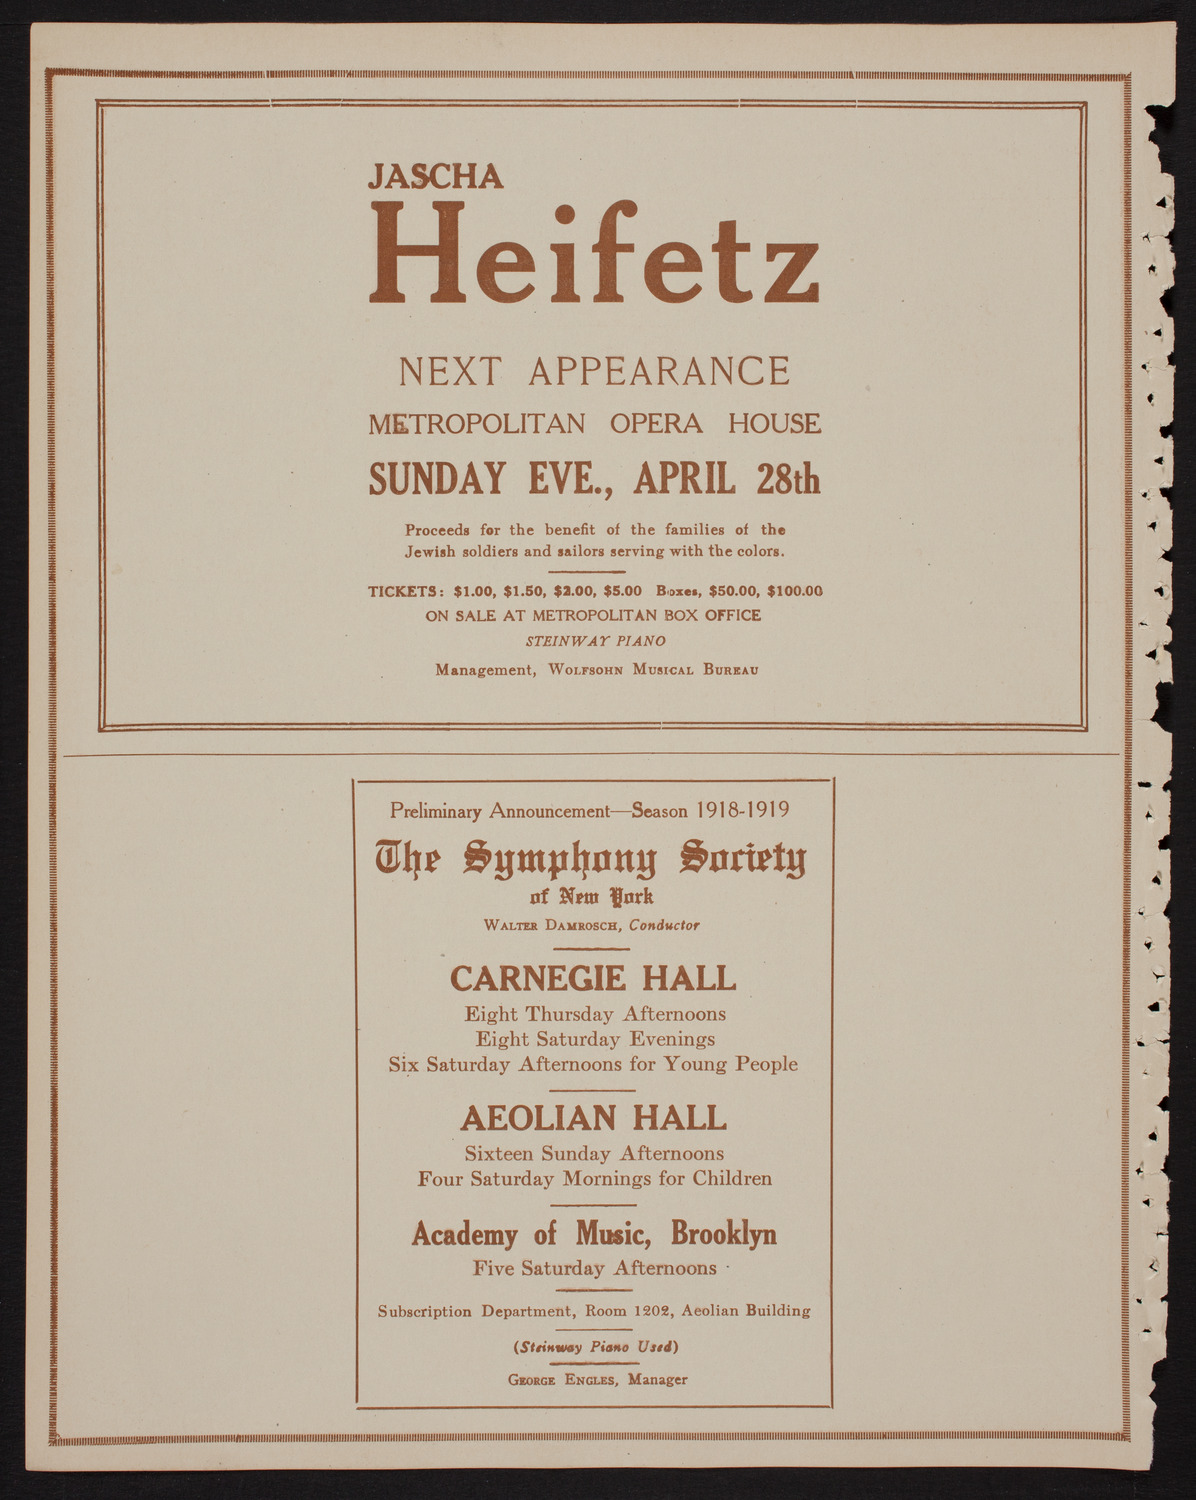 JASCHA
Heifetz
NEXT APPEARANCE
METROPOLITAN OPERA HOUSE
SUNDAY EVE., APRIL 28th
Proceeds for the benefit of the families of the
Jewish soldiers and sailors serving with the colors.
TICKETS: $1.00, $1.50, $2.00, $5.00 Boxes, $50.00, $100.00
ON SALE AT METROPOLITAN BOX OFFICE
STEINWAY PIANO
Management, WOLFSOHN MUSICAL BUREAU
Preliminary Announcement—Season 1918-1919
The Symphony Society
of New York
WALTER DAMROSCH, Conductor
CARNEGIE HALL
Eight Thursday Afternoons
Eight Saturday Evenings
Six Saturday Afternoons for Young People
AEOLIAN HALL
Sixteen Sunday Afternoons
Four Saturday Mornings for Children
Academy of Music, Brooklyn
Five Saturday Afternoons
Subscription Department, Room 1202, Aeolian Building
(Steinway Piano Used)
GEORGE ENGLES, Manager